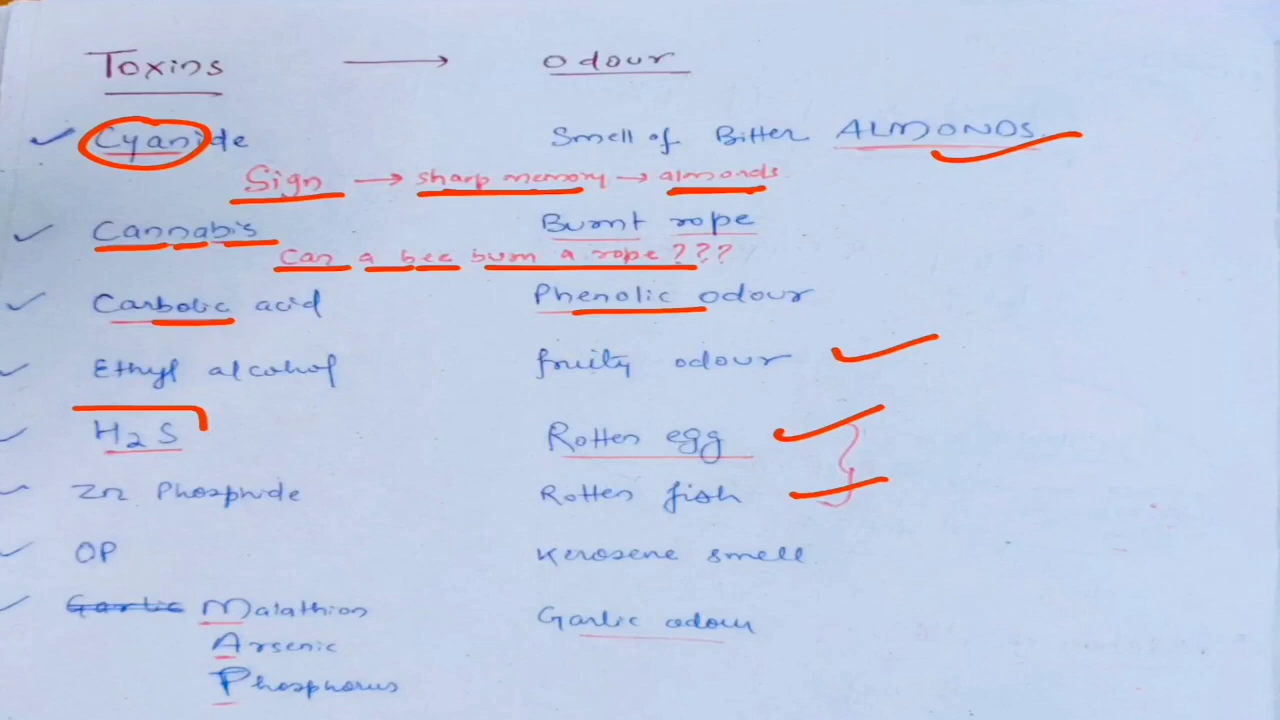 Toxins → Odour
Cyanide Smell of Bitter ALMONDS.
Sign → sharp memory → almonds
Cannabis Burnt rope
Can a bee burn a rope???
Carbolic acid Phenolic odour
Ethyl alcohol fruity odour
H2S Rotten egg
Zn Phosphide Rotten fish
OP Kerosene smell
Garlic Malathion Garlic odour
Arsenic
Phosphorus